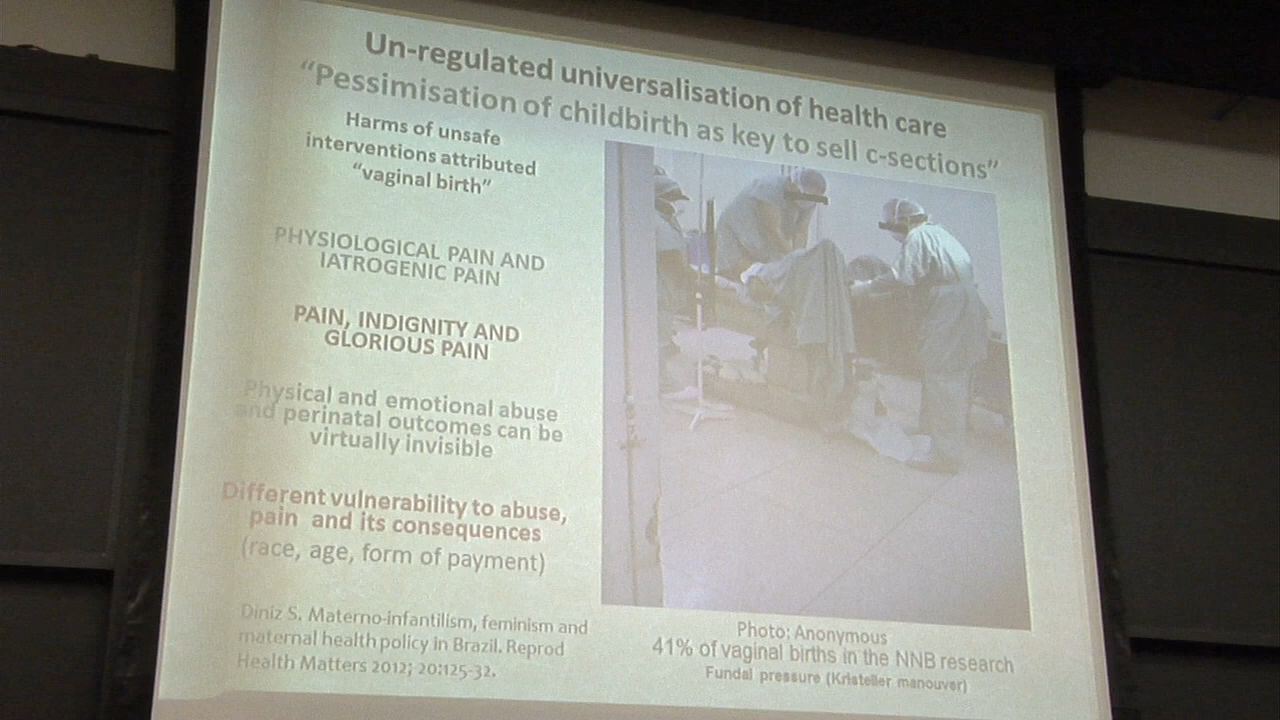 Un-regulated universalisation of health care
“Pessimisation of childbirth as key to sell c-sections”
Harms of unsafe
interventions attributed
“vaginal birth”
PHYSIOLOGICAL PAIN AND
IATROGENIC PAIN
PAIN, INDIGNITY AND
GLORIOUS PAIN
Physical and emotional abuse
and perinatal outcomes can be
virtually invisible
Different vulnerability to abuse,
pain and its consequences
(race, age, form of payment)
Diniz S. Materno-infantilism, feminism and
maternal health policy in Brazil. Reprod
Health Matters 2012; 20:125-32.
Photo: Anonymous
41% of vaginal births in the NNB research
Fundal pressure (Kristeller manouver)